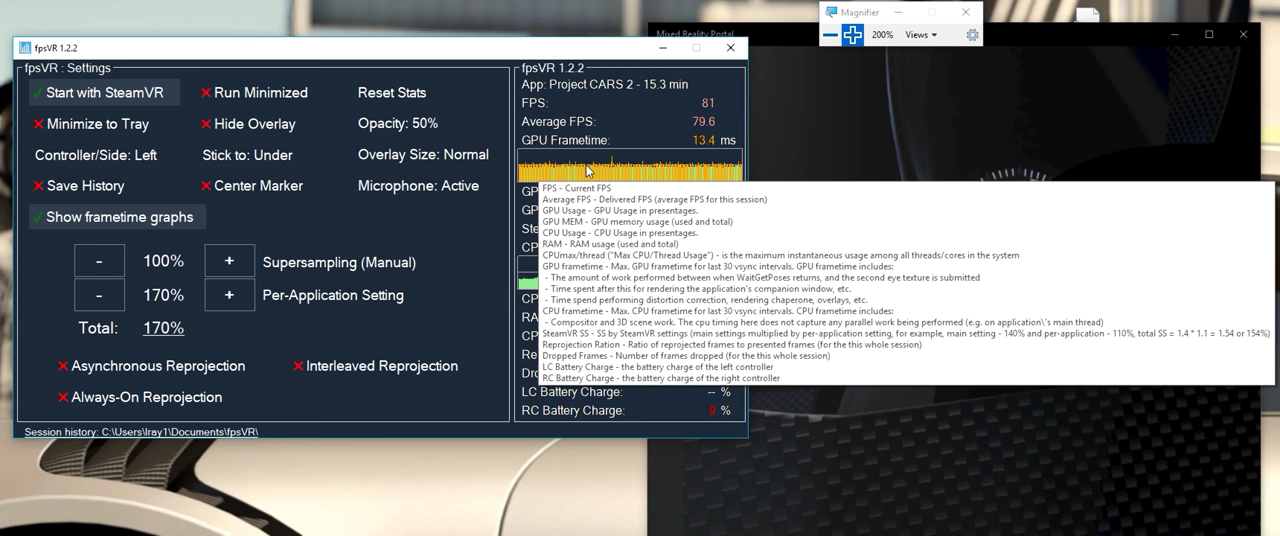 Magnifier
200% Views
Mixed Reality Portal
fpsVR 1.2.2
fpsVR : Settings
Start with SteamVR
Run Minimized
Reset Stats
Minimize to Tray
Hide Overlay
Opacity: 50%
Controller/Side: Left
Stick to: Under
Overlay Size: Normal
Save History
Center Marker
Microphone: Active
Show frametime graphs
- 100% + Supersampling (Manual)
- 170% + Per-Application Setting
Total: 170%
Asynchronous Reprojection
Interleaved Reprojection
Always-On Reprojection
Session history: C:\Users\lray1\Documents\fpsVR\
fpsVR 1.2.2
App: Project CARS 2 - 15.3 min
FPS: 81
Average FPS: 79.6
GPU Frametime: 13.4 ms
FPS - Current FPS
Average FPS - Delivered FPS (average FPS for this session)
GPU Usage - GPU Usage in presentages.
GPU MEM - GPU memory usage (used and total)
CPU Usage - CPU Usage in presentages.
RAM - RAM usage (used and total)
CPUmax/thread ("Max CPU/Thread Usage") - is the maximum instantaneous usage among all threads/cores in the system
GPU frametime - Max. GPU frametime for last 30 vsync intervals. GPU frametime includes:
- The amount of work performed between when WaitGetPoses returns, and the second eye texture is submitted
- Time spent after this for rendering the application's companion window, etc.
- Time spend performing distortion correction, rendering chaperone, overlays, etc.
CPU frametime - Max. CPU frametime for last 30 vsync intervals. CPU frametime includes:
- Compositor and 3D scene work. The cpu timing here does not capture any parallel work being performed (e.g. on application\'s main thread)
SteamVR SS - SS by SteamVR settings (main settings multiplied by per-application setting, for example, main setting - 140% and per-application - 110%, total SS = 1.4 * 1.1 = 1.54 or 154%)
Reprojection Ration - Ratio of reprojected frames to presented frames (for the this whole session)
Dropped Frames - Number of frames dropped (for the this whole session)
LC Battery Charge - the battery charge of the left controller
RC Battery Charge - the battery charge of the right controller
GP
GP
Ste
CP
CP
RA
CP
Re
Dro
LC Battery Charge: -- %
RC Battery Charge: 9 %